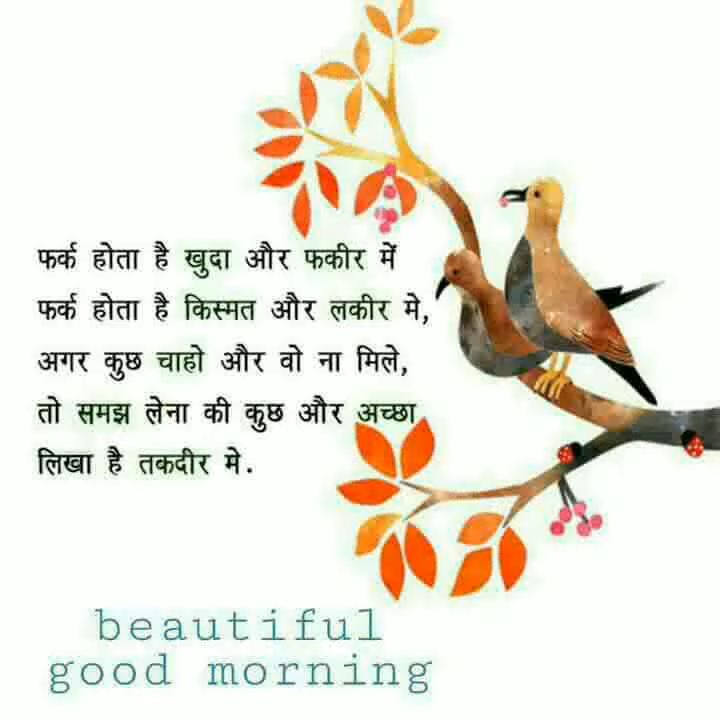 फर्क होता है खुदा और फकीर में
फर्क होता है किस्मत और लकीर मे,
अगर कुछ चाहो और वो ना मिले,
तो समझ लेना की कुछ और अच्छा
लिखा है तकदीर मे.
beautiful
good morning